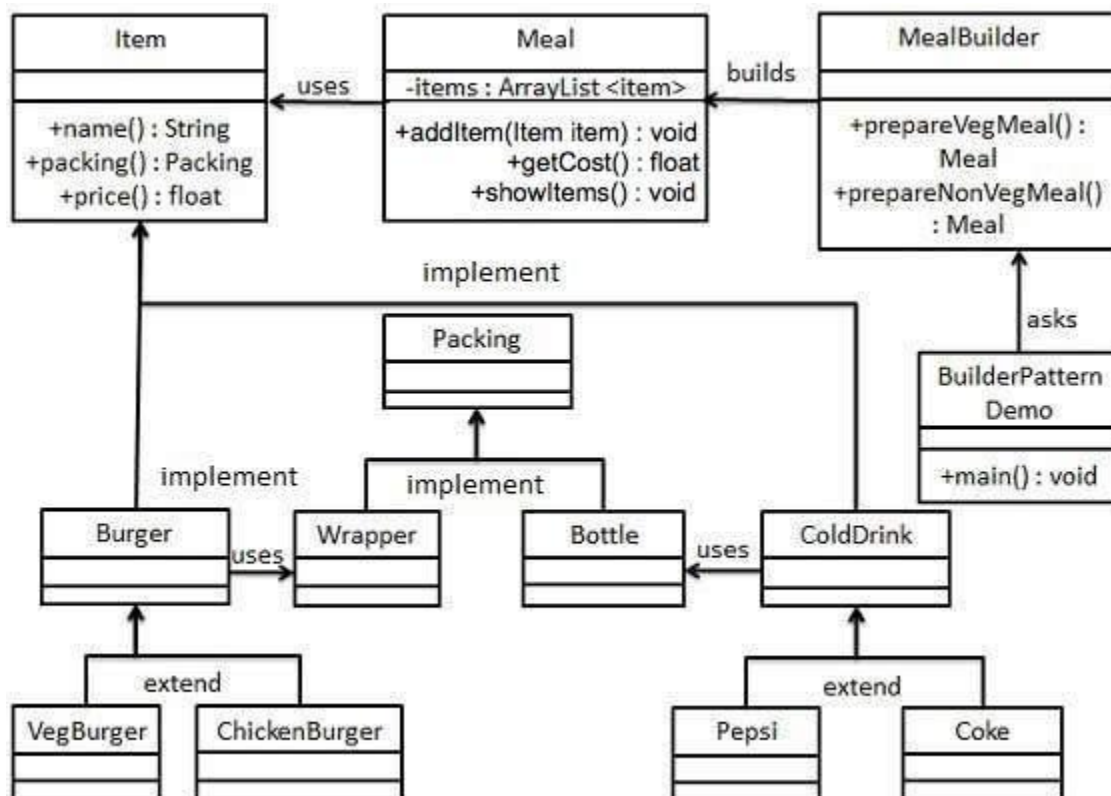 Item
+name() : String
+packing() : Packing
+price() : float
uses
Meal
-items : ArrayList <item>
+addItem(Item item) : void
+getCost() : float
+showItems() : void
builds
MealBuilder
+prepareVegMeal() :
Meal
+prepareNonVegMeal()
: Meal
implement
asks
Packing
BuilderPattern
Demo
+main() : void
implement
implement
Burger
uses
Wrapper
Bottle
uses
ColdDrink
extend
extend
VegBurger
ChickenBurger
Pepsi
Coke